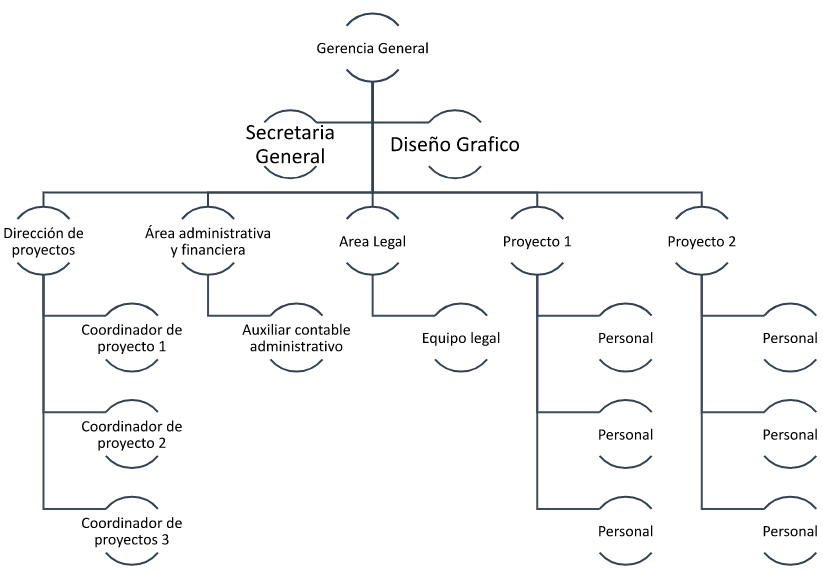 Gerencia General
Secretaria
General
Diseño Grafico
Dirección de
proyectos
Área administrativa
y financiera
Area Legal
Proyecto 1
Proyecto 2
Coordinador de
proyecto 1
Auxiliar contable
administrativo
Equipo legal
Personal
Personal
Coordinador de
proyecto 2
Personal
Personal
Coordinador de
proyectos 3
Personal
Personal